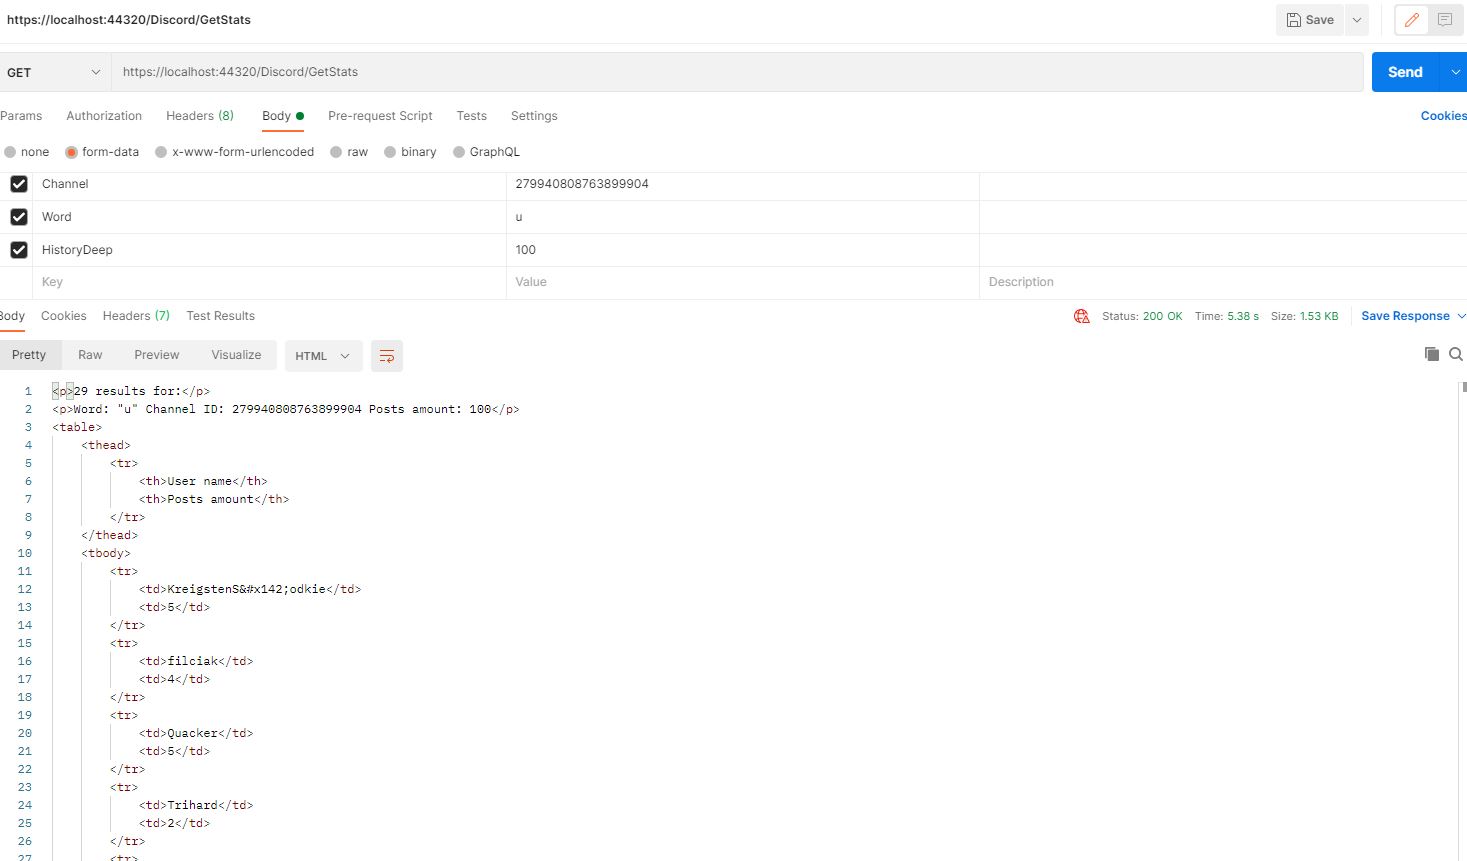 https://localhost:44320/Discord/GetStats Save
GET https://localhost:44320/Discord/GetStats Send
Params Authorization Headers (8) Body Pre-request Script Tests Settings Cookies
none form-data x-www-form-urlencoded raw binary GraphQL
Channel 279940808763899904
Word u
HistoryDeep 100
Key Value Description
Body Cookies Headers (7) Test Results Status: 200 OK Time: 5.38 s Size: 1.53 KB Save Response
Pretty Raw Preview Visualize HTML
1 <p>29 results for:</p>
2 <p>Word: "u" Channel ID: 279940808763899904 Posts amount: 100</p>
3 <table>
4 <thead>
5 <tr>
6 <th>User name</th>
7 <th>Posts amount</th>
8 </tr>
9 </thead>
10 <tbody>
11 <tr>
12 <td>KreigstenS&#x142;odkie</td>
13 <td>5</td>
14 </tr>
15 <tr>
16 <td>filciak</td>
17 <td>4</td>
18 </tr>
19 <tr>
20 <td>Quacker</td>
21 <td>5</td>
22 </tr>
23 <tr>
24 <td>Trihard</td>
25 <td>2</td>
26 </tr>
27 <tr>